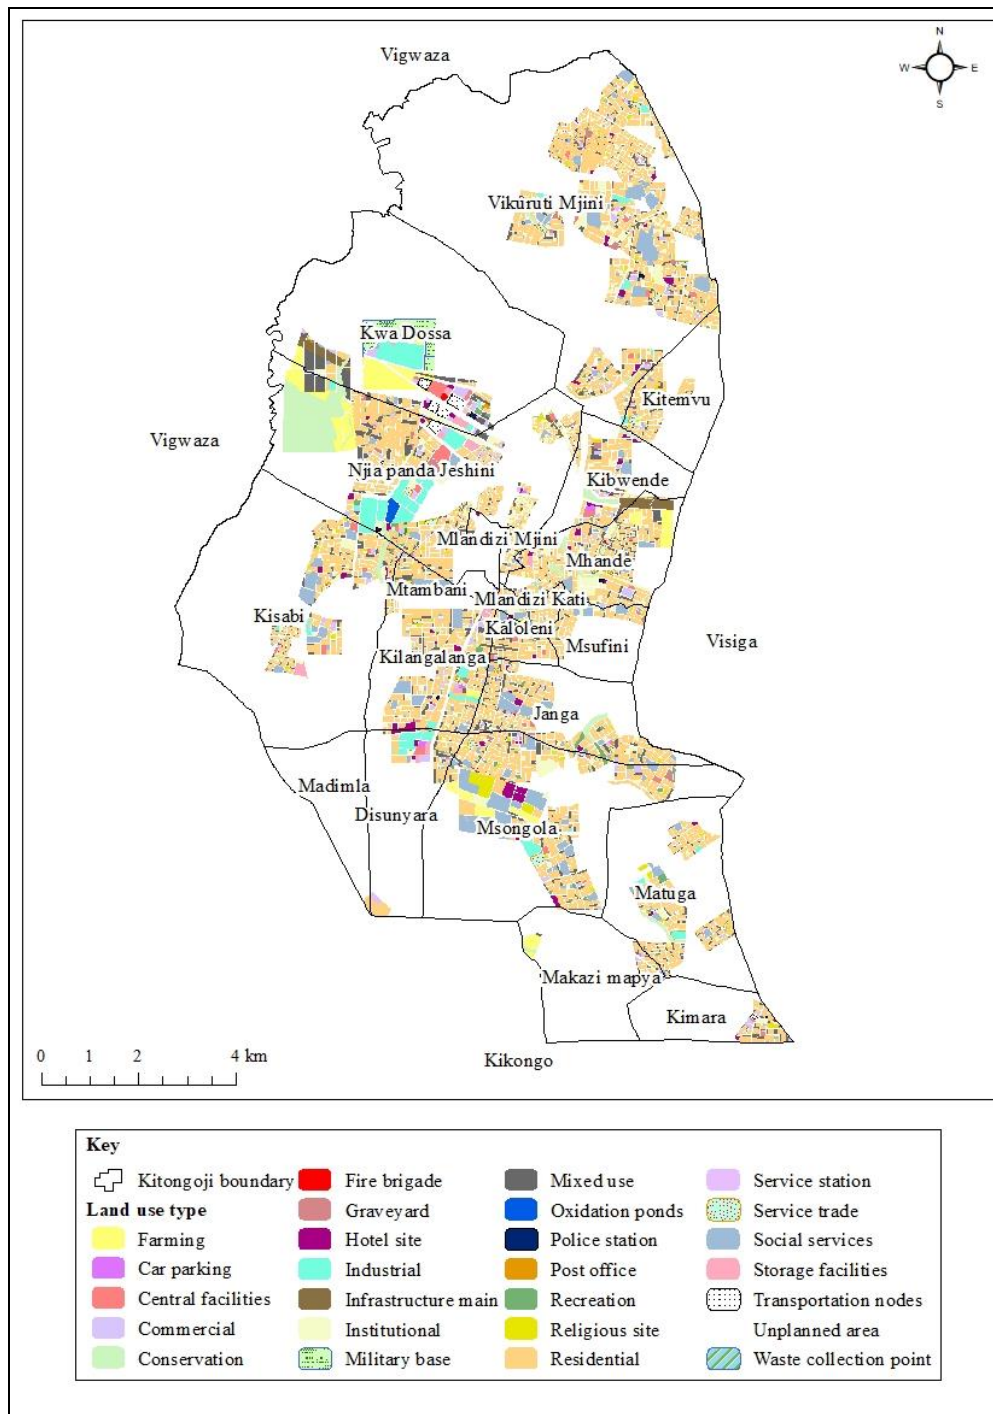 Vigwaza
N
W E
S
Vikuruti Mjini
Kwa Dossa
Kitemvu
Vigwaza
Njia panda Jeshini
Kibwende
Mlandizi Mjini
Mhande
Mtambani
Mlandizi Kati
Kisabi
Kaloleni
Msufini
Visiga
Kilangalanga
Janga
Madimla
Disunyara
Msongola
Matuga
Makazi mapya
Kimara
0 1 2 4 km
Kikongo
Key
Kitongoji boundary
Land use type
Farming
Car parking
Central facilities
Commercial
Conservation
Fire brigade
Graveyard
Hotel site
Industrial
Infrastructure main
Institutional
Military base
Mixed use
Oxidation ponds
Police station
Post office
Recreation
Religious site
Residential
Service station
Service trade
Social services
Storage facilities
Transportation nodes
Unplanned area
Waste collection point